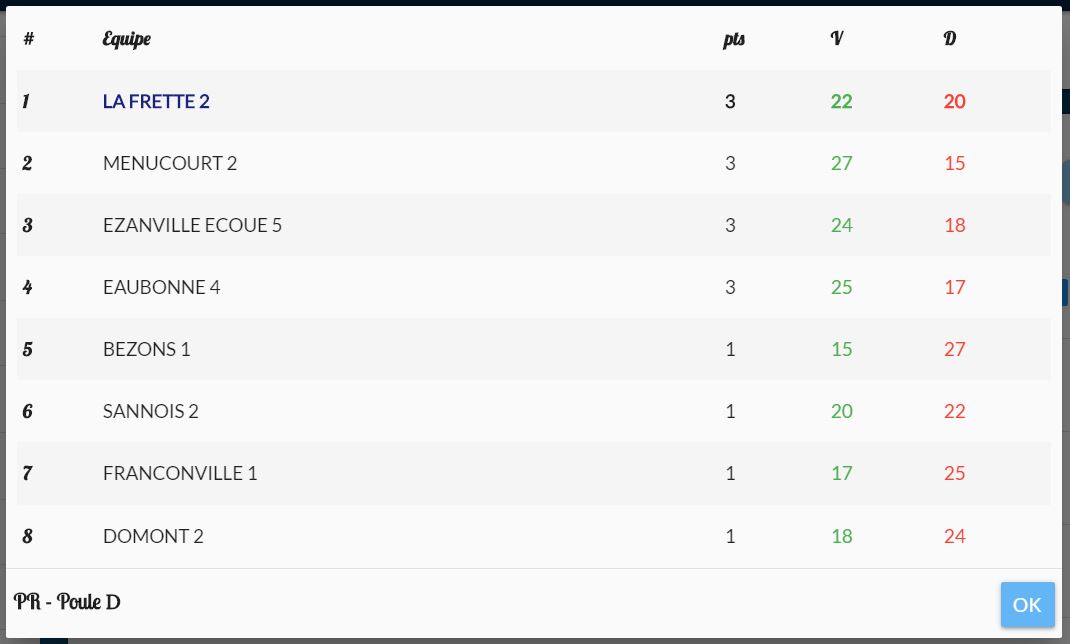 # Equipe pts V D
1 LA FRETTE 2 3 22 20
2 MENUCOURT 2 3 27 15
3 EZANVILLE ECOUE 5 3 24 18
4 EAUBONNE 4 3 25 17
5 BEZONS 1 1 15 27
6 SANNOIS 2 1 20 22
7 FRANCONVILLE 1 1 17 25
8 DOMONT 2 1 18 24
PR - Poule D
OK